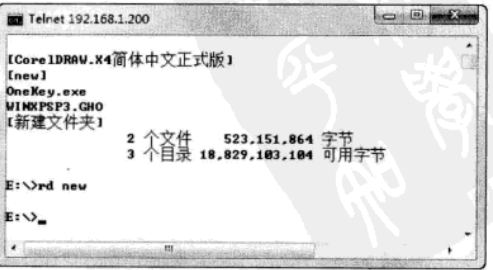 Telnet 192.168.1.200
[CorelDRAW.X4简体中文正式版]
[new]
OneKey.exe
WINXPSP3.GHO
[新建文件夹]
2 个文件 523,151,864 字节
3 个目录 18,829,103,104 可用字节
E:\>rd new
E:\>_